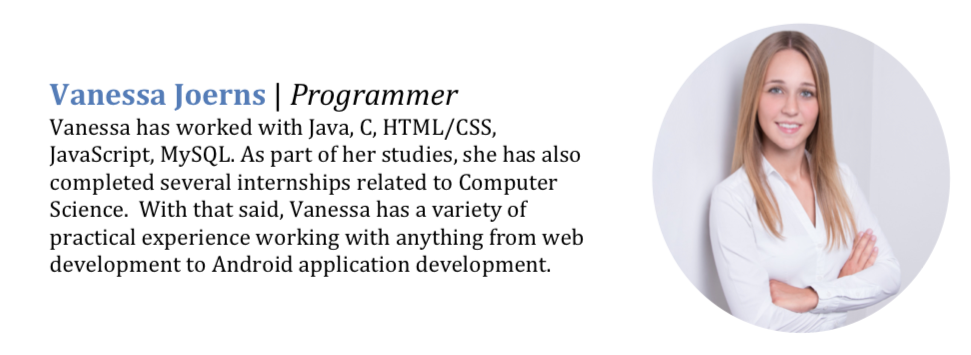 Vanessa Joerns | Programmer
Vanessa has worked with Java, C, HTML/CSS,
JavaScript, MySQL. As part of her studies, she has also
completed several internships related to Computer
Science.  With that said, Vanessa has a variety of
practical experience working with anything from web
development to Android application development.